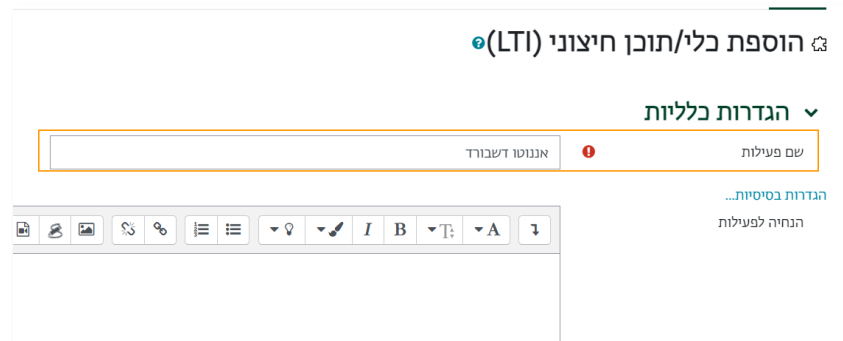 הוספת כלי/תוכן חיצוני (LTI)
הגדרות כלליות
שם פעילות
אננוטו דשבורד
הגדרות בסיסיות...
הנחיה לפעילות
A T B I